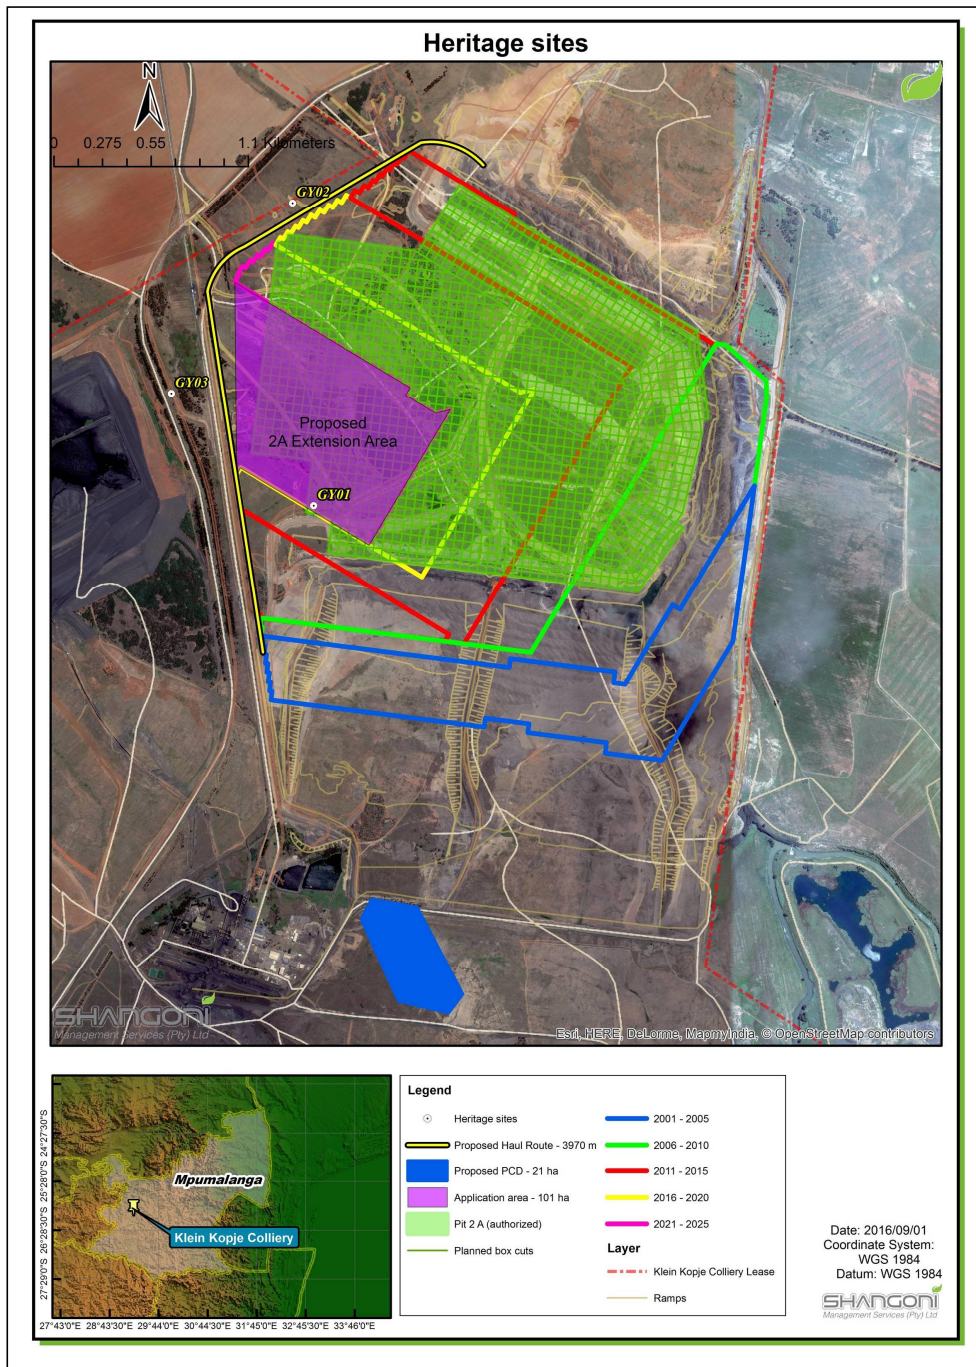 Heritage sites
N
0 0.275 0.55 1.1 Kilometers
GY02
GY03
Proposed
2A Extension Area
GY01
SHANGONI
Management Services (Pty) Ltd
Esri, HERE, DeLorme, MapmyIndia, © OpenStreetMap contributors
27°29'0"S 26°28'30"S 25°28'0"S 24°27'30"S
Mpumalanga
Klein Kopje Colliery
27°43'0"E 28°43'30"E 29°44'0"E 30°44'30"E 31°45'0"E 32°45'30"E 33°46'0"E
Legend
Heritage sites
Proposed Haul Route - 3970 m
Proposed PCD - 21 ha
Application area - 101 ha
Pit 2 A (authorized)
Planned box cuts
2001 - 2005
2006 - 2010
2011 - 2015
2016 - 2020
2021 - 2025
Layer
Klein Kopje Colliery Lease
Ramps
Date: 2016/09/01
Coordinate System:
WGS 1984
Datum: WGS 1984
SHANGONI
Management Services (Pty) Ltd